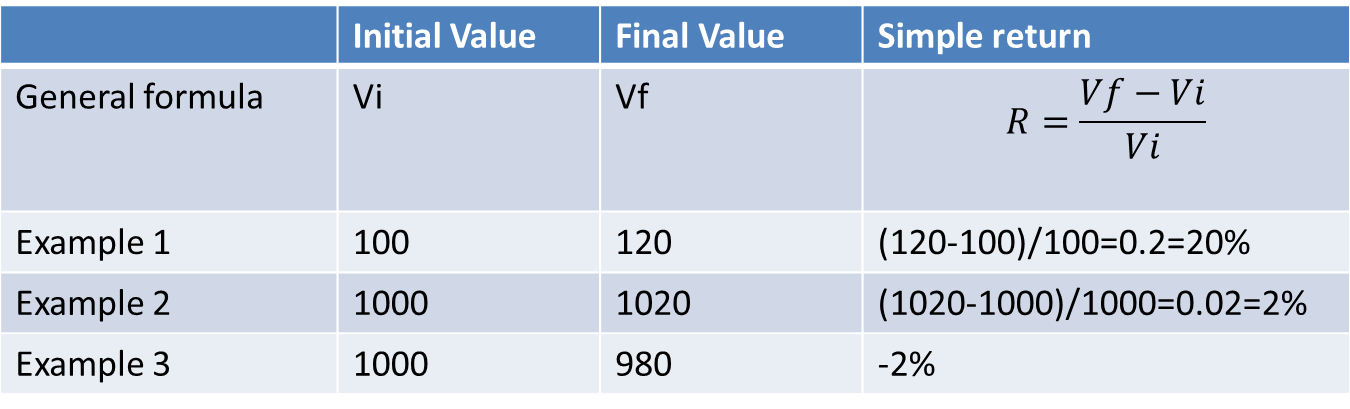 Initial Value Final Value Simple return
General formula Vi Vf R = (Vf − Vi)/Vi
Example 1 100 120 (120-100)/100=0.2=20%
Example 2 1000 1020 (1020-1000)/1000=0.02=2%
Example 3 1000 980 -2%